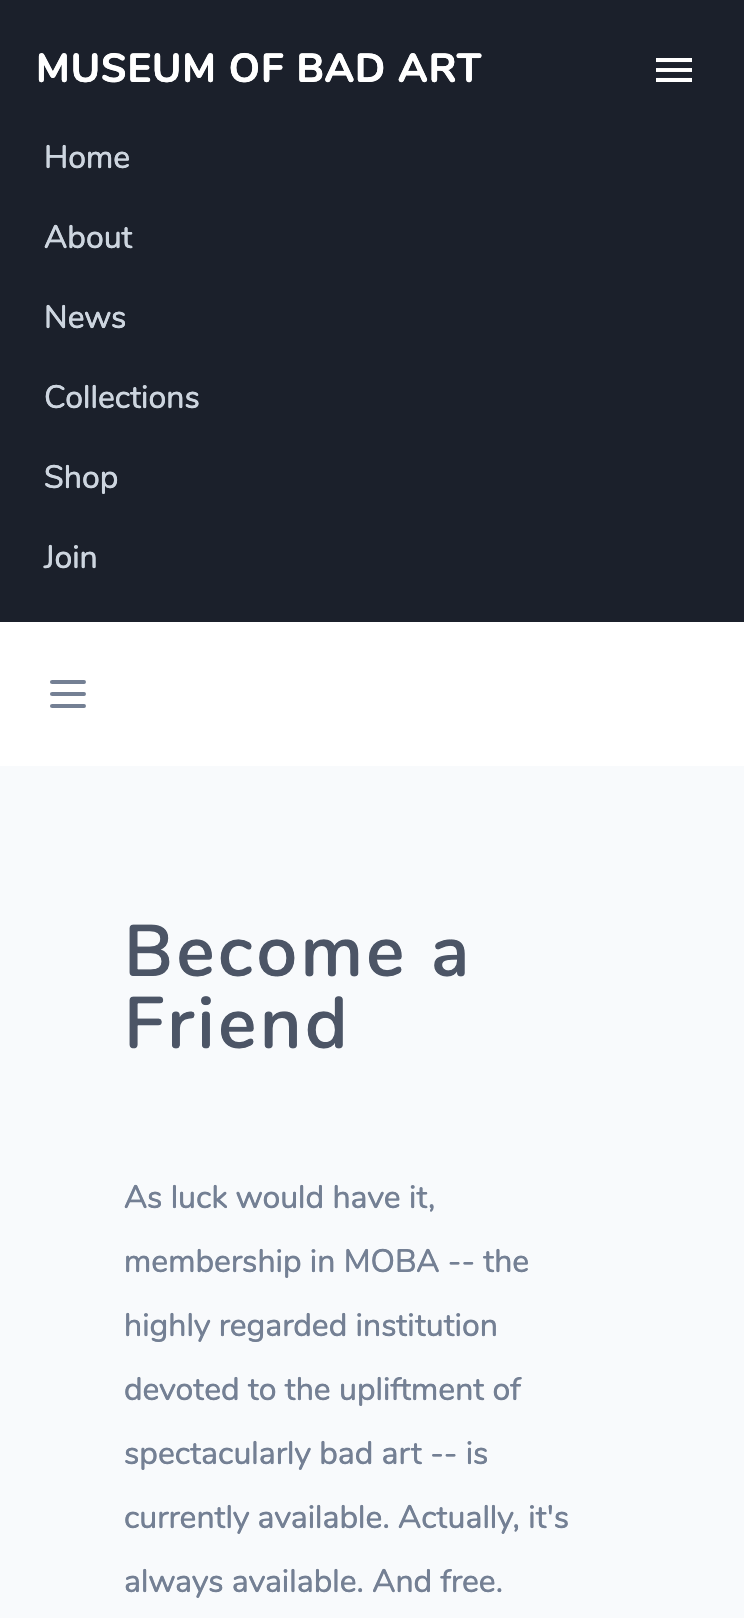 MUSEUM OF BAD ART
Home
About
News
Collections
Shop
Join
Become a
Friend
As luck would have it,
membership in MOBA -- the
highly regarded institution
devoted to the upliftment of
spectacularly bad art -- is
currently available. Actually, it's
always available. And free.